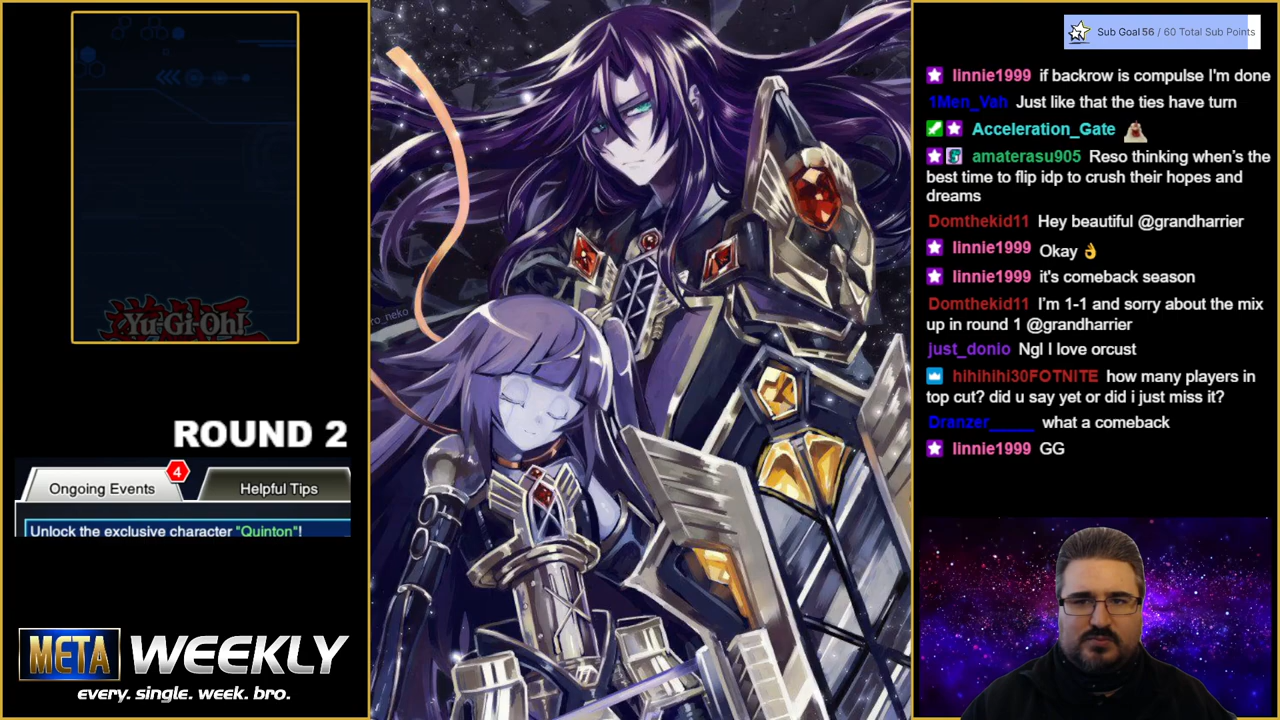 Yu-Gi-Oh!
ROUND 2
Ongoing Events
4
Helpful Tips
Unlock the exclusive character "Quinton"!
META WEEKLY
every. single. week. bro.
ro_neko
Sub Goal 56 / 60 Total Sub Points
linnie1999 if backrow is compulse I'm done
1Men_Vah Just like that the ties have turn
Acceleration_Gate
amaterasu905 Reso thinking when's the
best time to flip idp to crush their hopes and
dreams
Domthekid11 Hey beautiful @grandharrier
linnie1999 Okay 👌
linnie1999 it's comeback season
Domthekid11 I'm 1-1 and sorry about the mix
up in round 1 @grandharrier
just_donio Ngl I love orcust
hihihihi30FOTNITE how many players in
top cut? did u say yet or did i just miss it?
Dranzer_____ what a comeback
linnie1999 GG